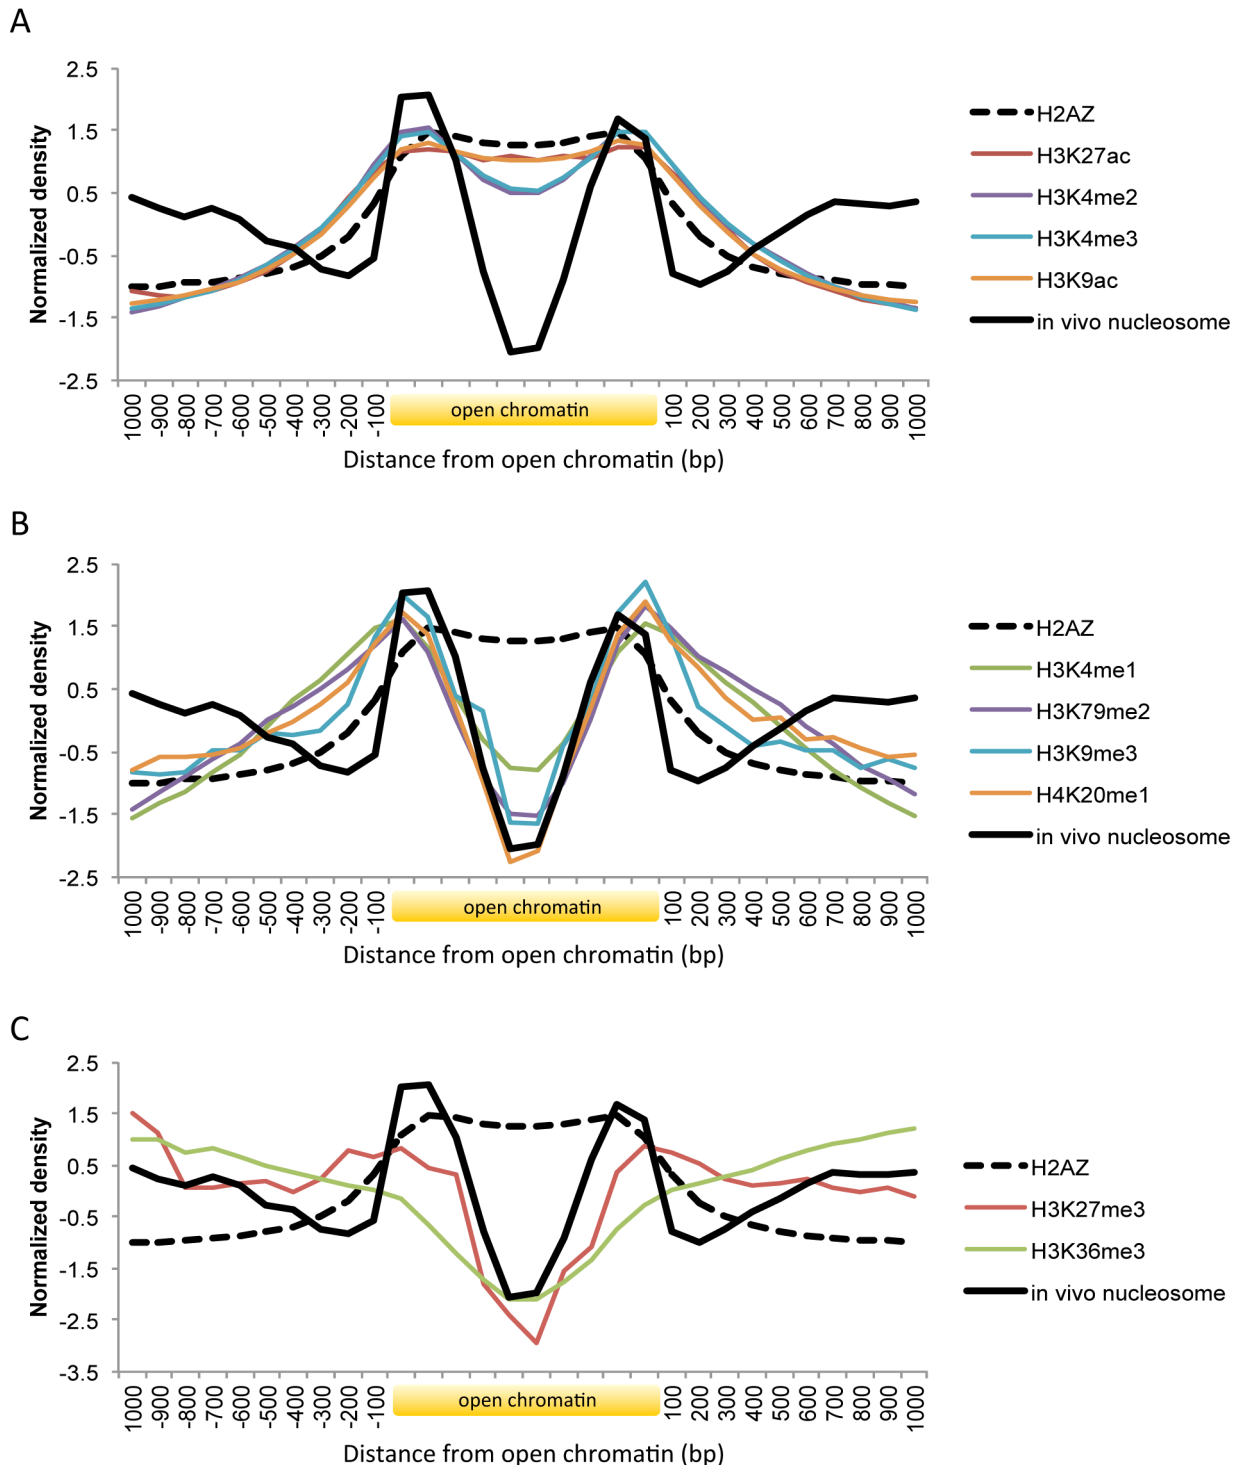 A
Normalized density
2.5
1.5
0.5
-0.5
-1.5
-2.5
1000
-900
-800
-700
-600
-500
-400
-300
-200
-100
open chromatin
100
200
300
400
500
600
700
800
900
1000
Distance from open chromatin (bp)
H2AZ
H3K27ac
H3K4me2
H3K4me3
H3K9ac
in vivo nucleosome
B
Normalized density
2.5
1.5
0.5
-0.5
-1.5
-2.5
1000
-900
-800
-700
-600
-500
-400
-300
-200
-100
open chromatin
100
200
300
400
500
600
700
800
900
1000
Distance from open chromatin (bp)
H2AZ
H3K4me1
H3K79me2
H3K9me3
H4K20me1
in vivo nucleosome
C
Normalized density
2.5
1.5
0.5
-0.5
-1.5
-2.5
-3.5
1000
-900
-800
-700
-600
-500
-400
-300
-200
-100
open chromatin
100
200
300
400
500
600
700
800
900
1000
Distance from open chromatin (bp)
H2AZ
H3K27me3
H3K36me3
in vivo nucleosome